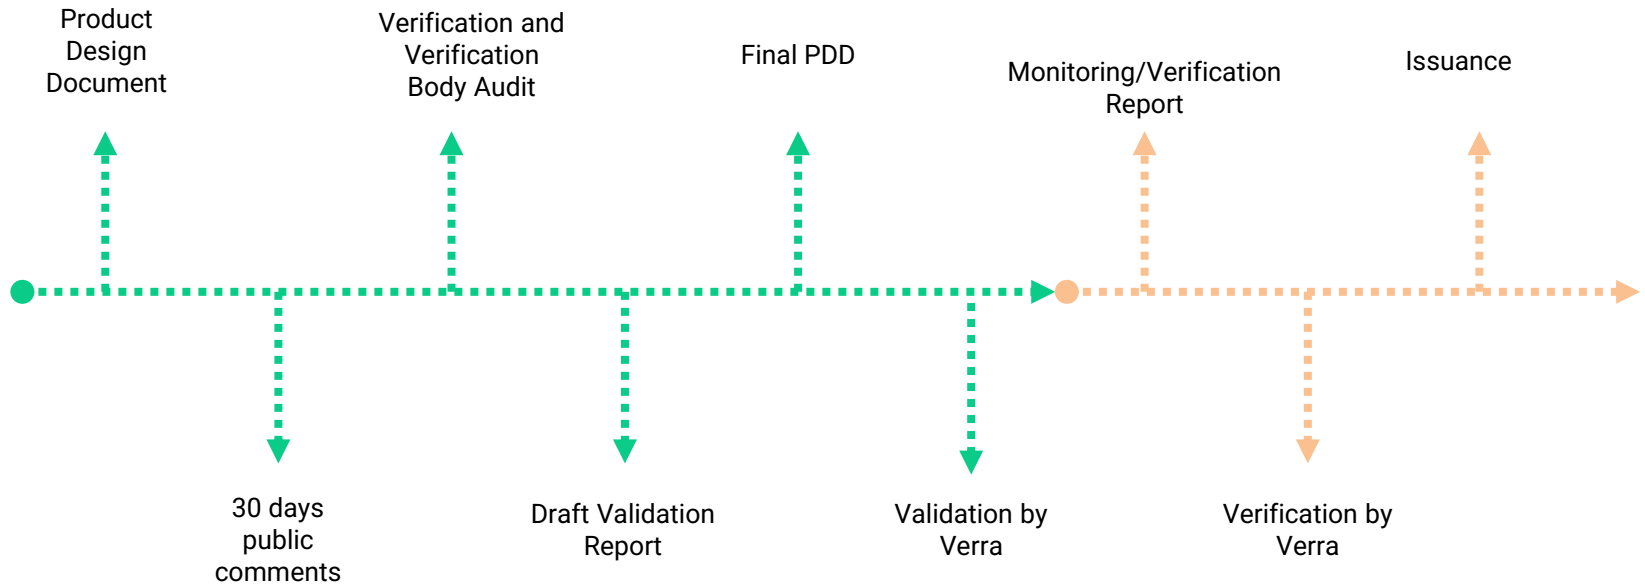 Product
Design
Document
Verification and
Verification
Body Audit
Final PDD
Monitoring/Verification
Report
Issuance
30 days
public
comments
Draft Validation
Report
Validation by
Verra
Verification by
Verra